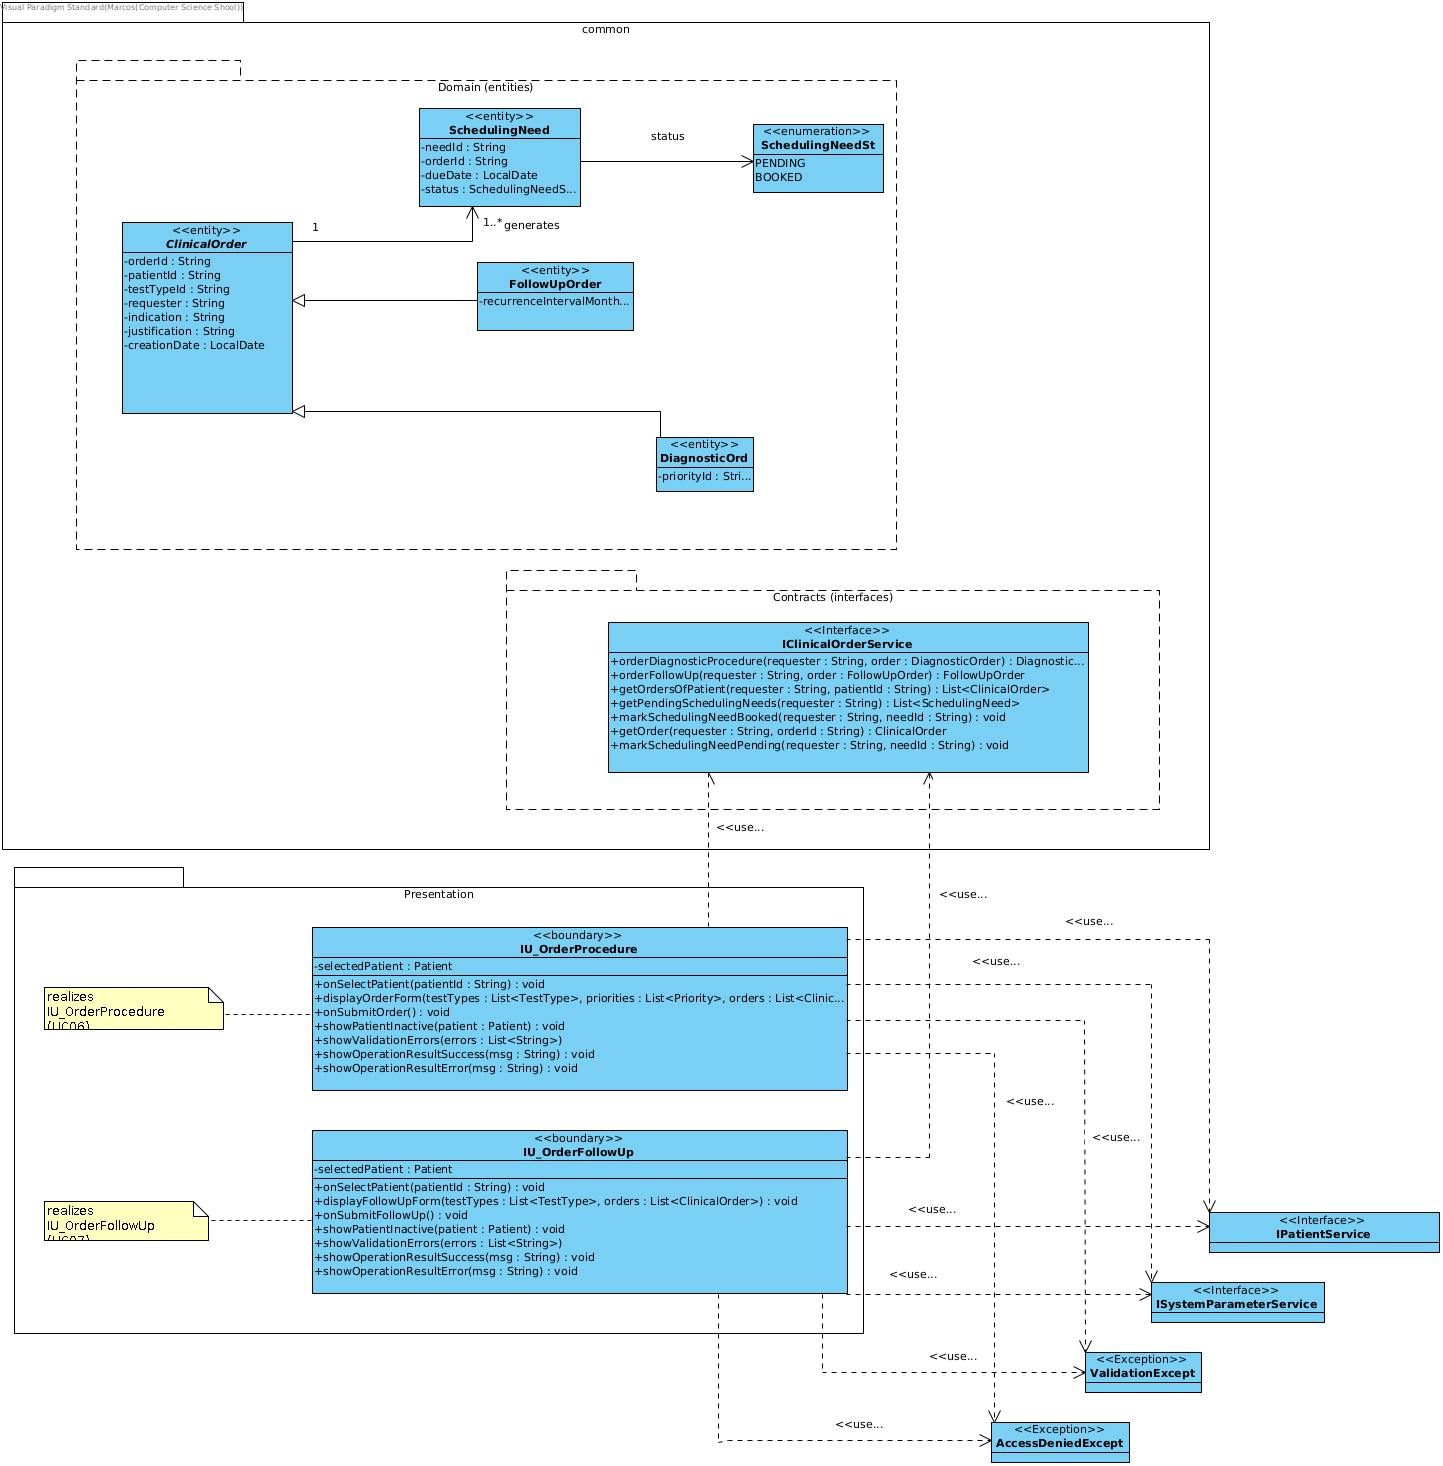 Visual Paradigm Standard(Marcos(Computer Science Shool))
common
Domain (entities)
<<entity>>
SchedulingNeed
-needId : String
-orderId : String
-dueDate : LocalDate
-status : SchedulingNeedS...
status
<<enumeration>>
SchedulingNeedSt
PENDING
BOOKED
<<entity>>
ClinicalOrder
-orderId : String
-patientId : String
-testTypeId : String
-requester : String
-indication : String
-justification : String
-creationDate : LocalDate
1
1..* generates
<<entity>>
FollowUpOrder
-recurrenceIntervalMonth...
<<entity>>
DiagnosticOrd
-priorityId : Stri...
Contracts (interfaces)
<<Interface>>
IClinicalOrderService
+orderDiagnosticProcedure(requester : String, order : DiagnosticOrder) : Diagnostic...
+orderFollowUp(requester : String, order : FollowUpOrder) : FollowUpOrder
+getOrdersOfPatient(requester : String, patientId : String) : List<ClinicalOrder>
+getPendingSchedulingNeeds(requester : String) : List<SchedulingNeed>
+markSchedulingNeedBooked(requester : String, needId : String) : void
+getOrder(requester : String, orderId : String) : ClinicalOrder
+markSchedulingNeedPending(requester : String, needId : String) : void
<<use...
Presentation
<<use...
<<use...
<<use...
<<boundary>>
IU_OrderProcedure
-selectedPatient : Patient
+onSelectPatient(patientId : String) : void
+displayOrderForm(testTypes : List<TestType>, priorities : List<Priority>, orders : List<Clinic...
+onSubmitOrder() : void
+showPatientInactive(patient : Patient) : void
+showValidationErrors(errors : List<String>)
+showOperationResultSuccess(msg : String) : void
+showOperationResultError(msg : String) : void
realizes
IU_OrderProcedure
(UC06)
<<use...
<<use...
<<boundary>>
IU_OrderFollowUp
-selectedPatient : Patient
+onSelectPatient(patientId : String) : void
+displayFollowUpForm(testTypes : List<TestType>, orders : List<ClinicalOrder>) : void
+onSubmitFollowUp() : void
+showPatientInactive(patient : Patient) : void
+showValidationErrors(errors : List<String>)
+showOperationResultSuccess(msg : String) : void
+showOperationResultError(msg : String) : void
realizes
IU_OrderFollowUp
(UC07)
<<use...
<<Interface>>
IPatientService
<<use...
<<Interface>>
ISystemParameterService
<<use...
<<Exception>>
ValidationExcept
<<use...
<<Exception>>
AccessDeniedExcept